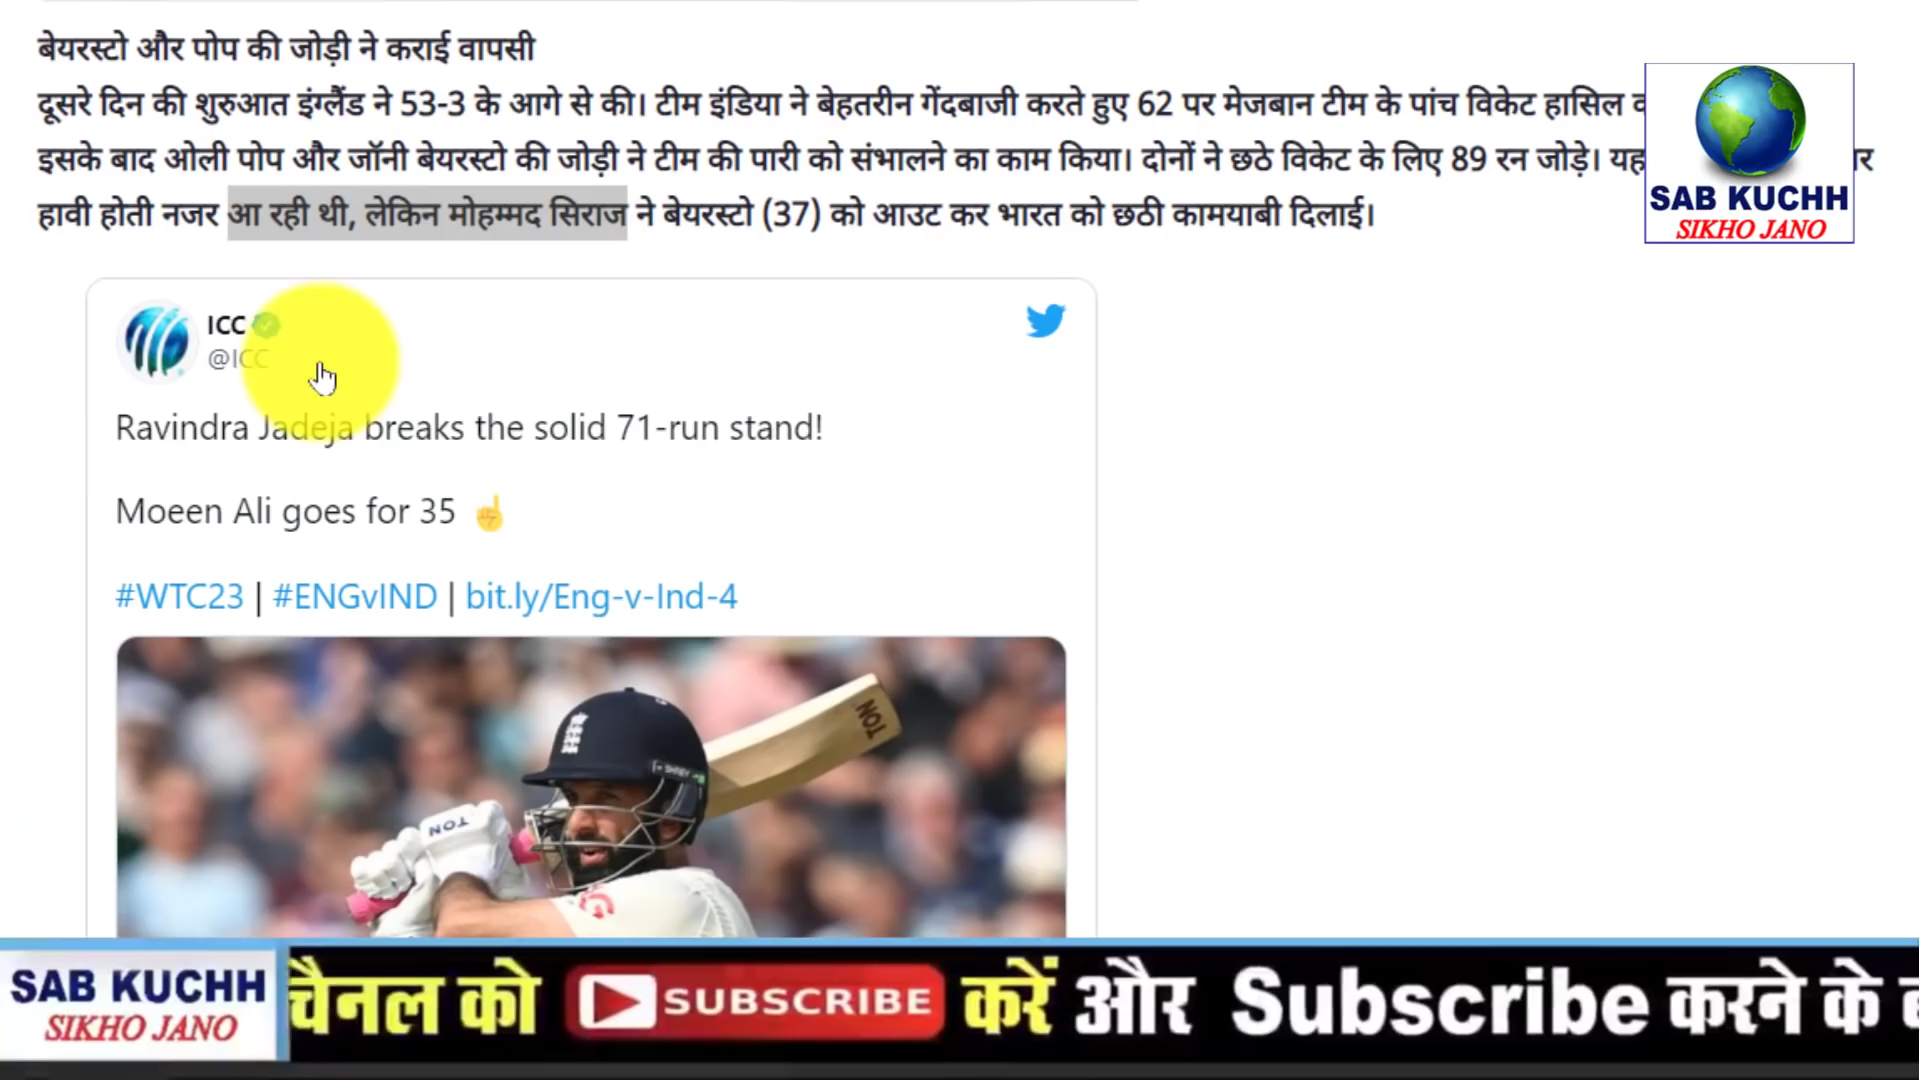 बेयरस्टो और पोप की जोड़ी ने कराई वापसी
दूसरे दिन की शुरुआत इंग्लैंड ने 53-3 के आगे से की। टीम इंडिया ने बेहतरीन गेंदबाजी करते हुए 62 पर मेजबान टीम के पांच विकेट हासिल
इसके बाद ओली पोप और जॉनी बेयरस्टो की जोड़ी ने टीम की पारी को संभालने का काम किया। दोनों ने छठे विकेट के लिए 89 रन जोड़े। यह
हावी होती नजर आ रही थी, लेकिन मोहम्मद सिराज ने बेयरस्टो (37) को आउट कर भारत को छठी कामयाबी दिलाई।
SAB KUCHH
SIKHO JANO
ICC
@ICC
Ravindra Jadeja breaks the solid 71-run stand!
Moeen Ali goes for 35
#WTC23 | #ENGvIND | bit.ly/Eng-v-Ind-4
TON
TON
SAB KUCHH
SIKHO JANO
चैनल को SUBSCRIBE करें और Subscribe करने के